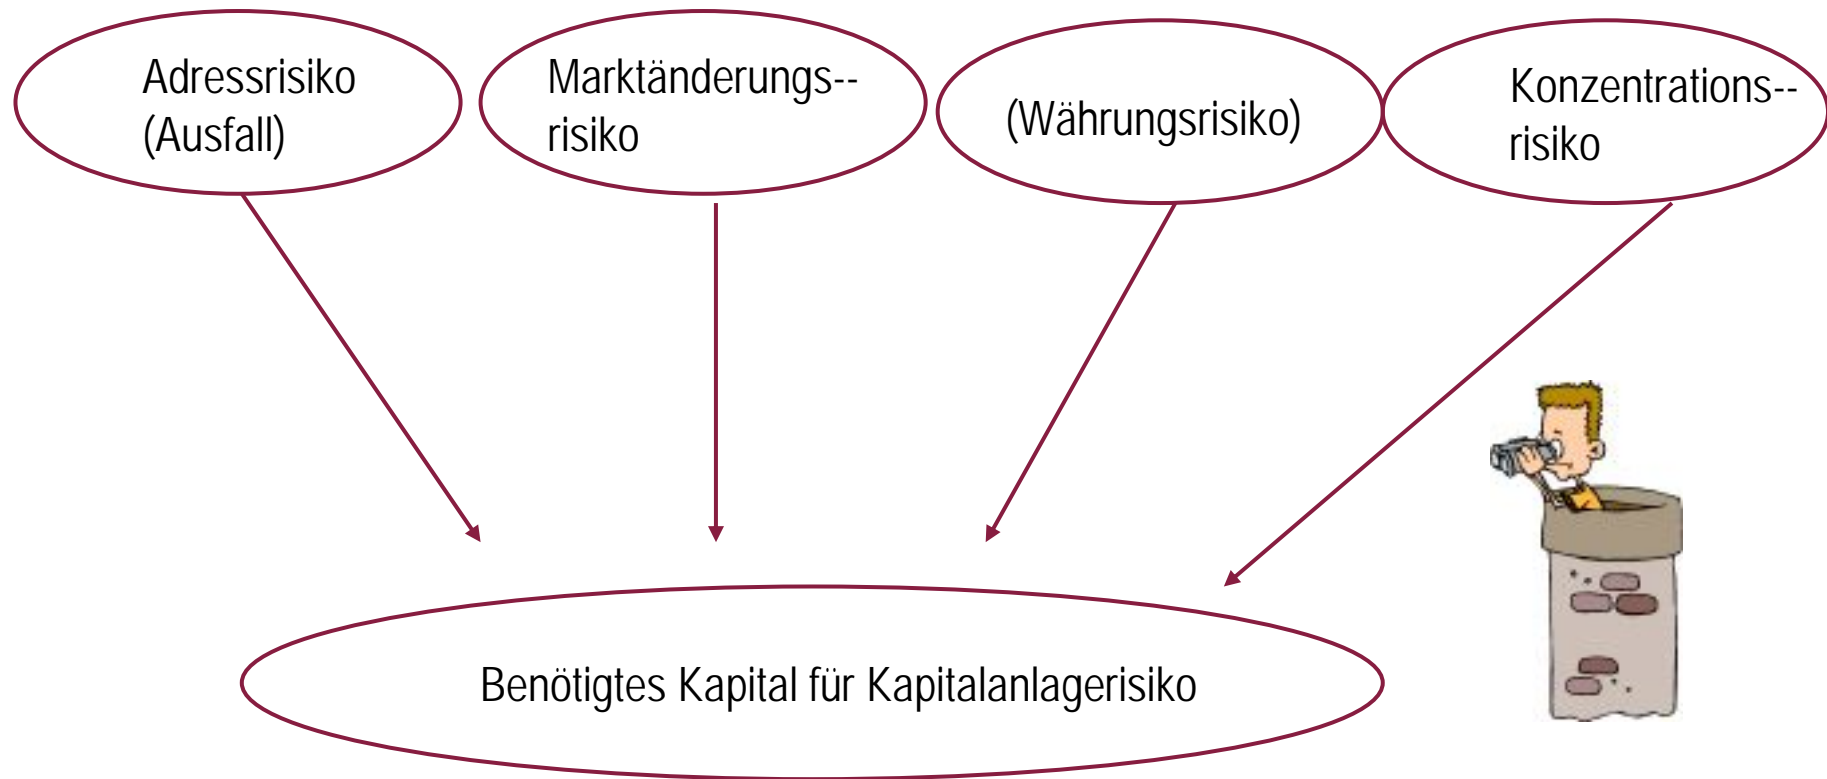 Adressrisiko
(Ausfall)
Marktänderungs--
risiko
(Währungsrisiko)
Konzentrations--
risiko
Benötigtes Kapital für Kapitalanlagerisiko